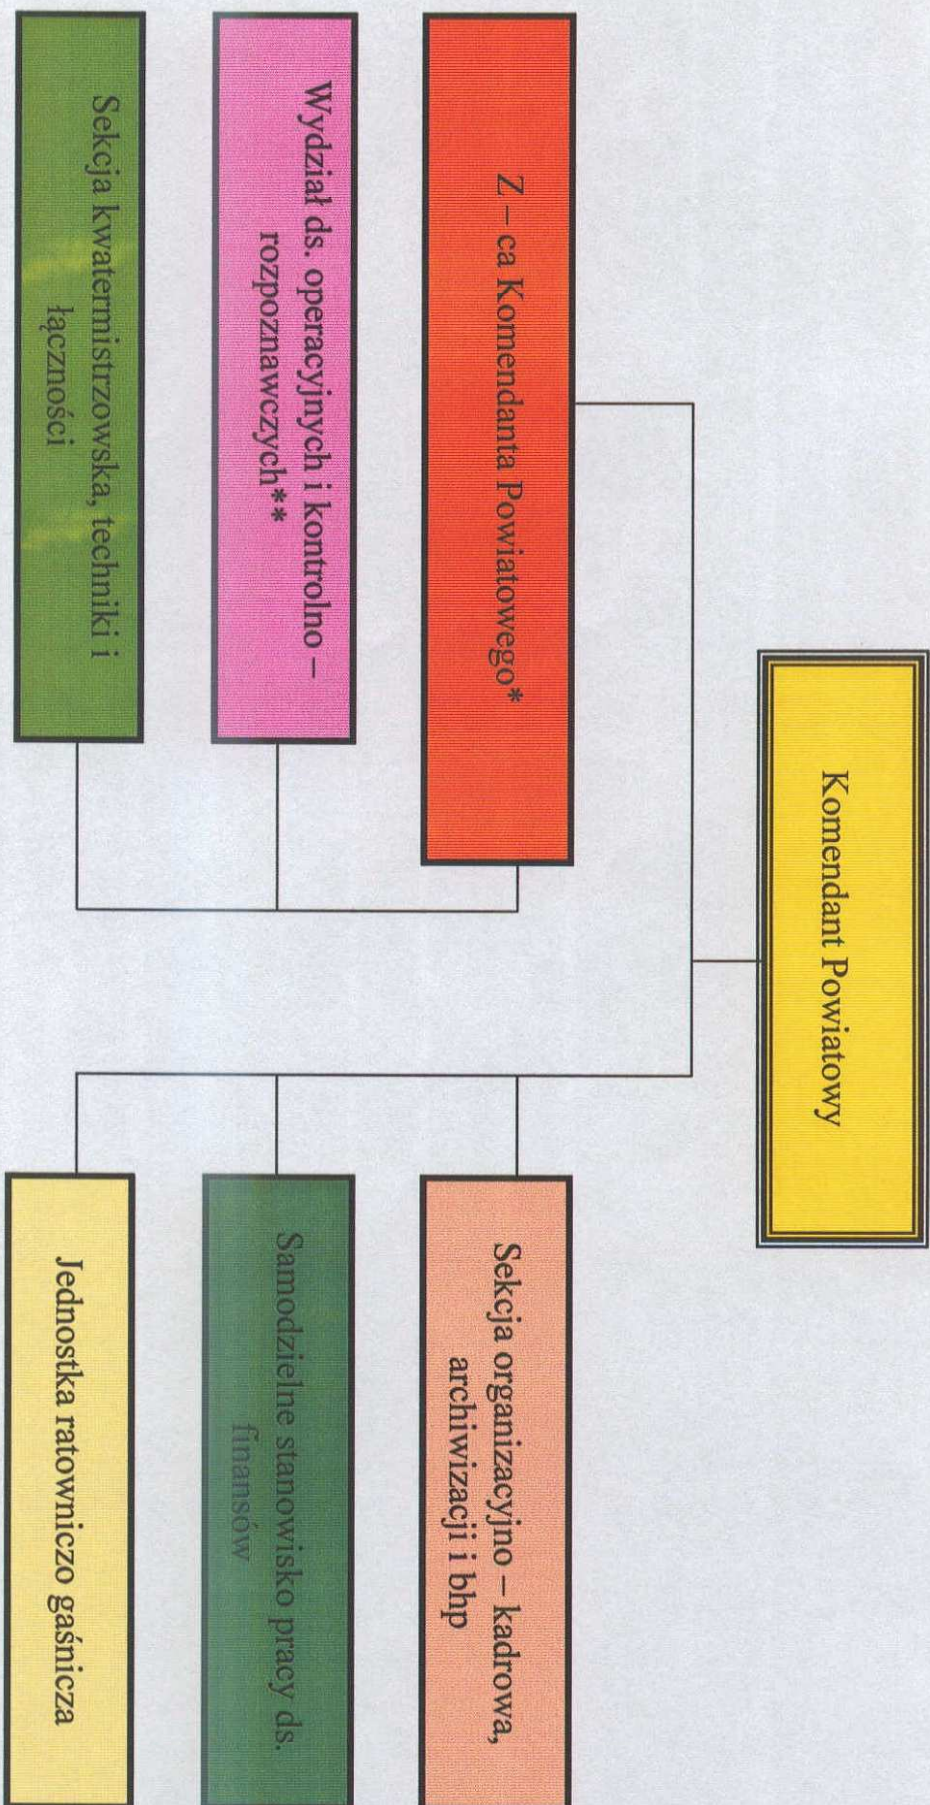 Komendant Powiatowy
Z – ca Komendanta Powiatowego*
Wydział ds. operacyjnych i kontrolno –
rozpoznawczych**
Sekcja kwatermistrzowska, techniki i
łączności
Sekcja organizacyjno – kadrowa,
archiwizacji i bhp
Samodzielne stanowisko pracy ds.
finansów
Jednostka ratowniczo gaśnicza